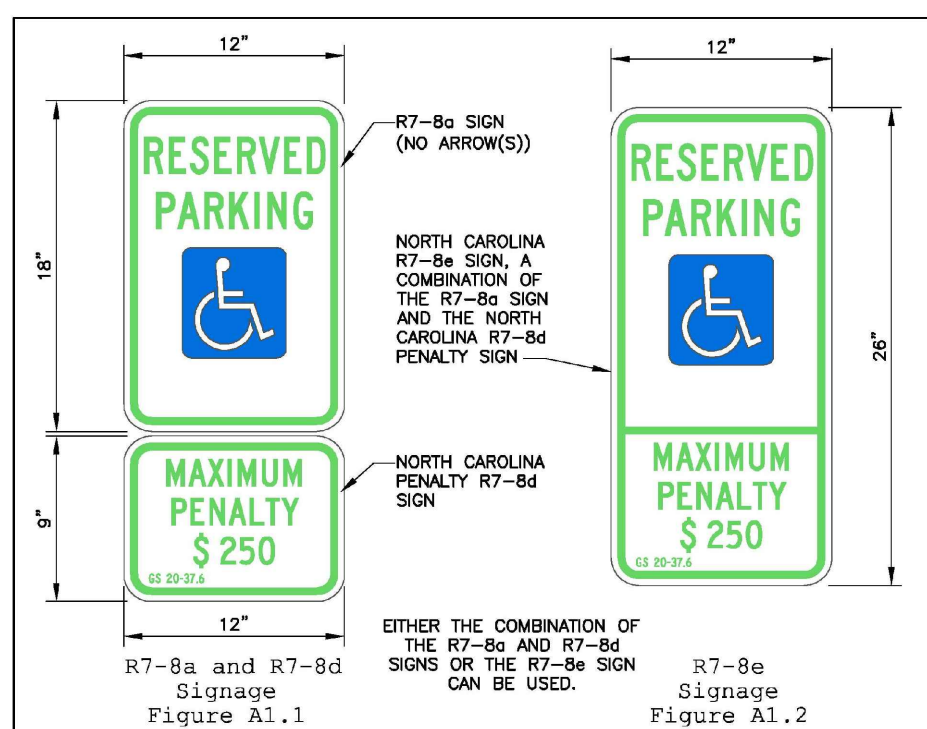 12"
18"
RESERVED
PARKING
R7-8a SIGN
(NO ARROW(S))
9"
MAXIMUM
PENALTY
$ 250
GS 20-37.6
NORTH CAROLINA
PENALTY R7-8d
SIGN
12"
R7-8a and R7-8d
Signage
Figure A1.1
NORTH CAROLINA
R7-8e SIGN, A
COMBINATION OF
THE R7-8a SIGN
AND THE NORTH
CAROLINA R7-8d
PENALTY SIGN
12"
RESERVED
PARKING
26"
MAXIMUM
PENALTY
$ 250
GS 20-37.6
EITHER THE COMBINATION OF
THE R7-8a AND R7-8d
SIGNS OR THE R7-8e SIGN
CAN BE USED.
R7-8e
Signage
Figure A1.2